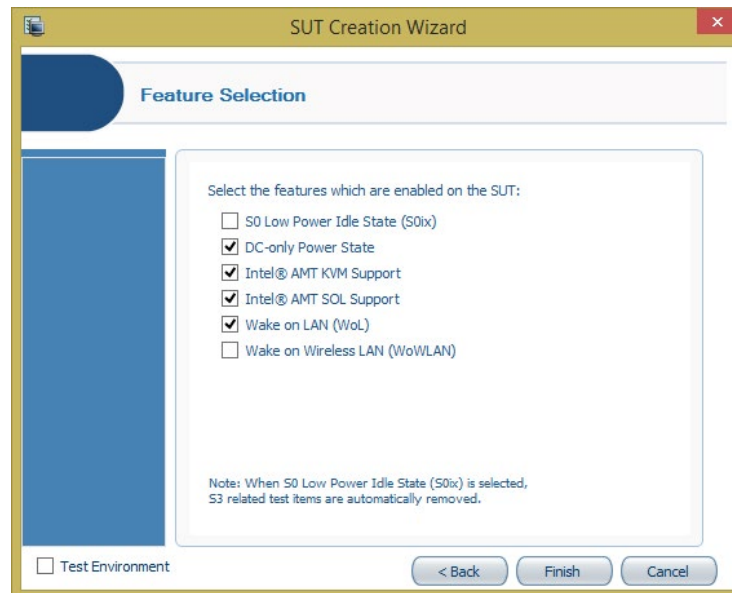 SUT Creation Wizard
Feature Selection
Select the features which are enabled on the SUT:
S0 Low Power Idle State (S0ix)
DC-only Power State
Intel® AMT KVM Support
Intel® AMT SOL Support
Wake on LAN (WoL)
Wake on Wireless LAN (WoWLAN)
Note: When S0 Low Power Idle State (S0ix) is selected,
S3 related test items are automatically removed.
Test Environment
< Back
Finish
Cancel